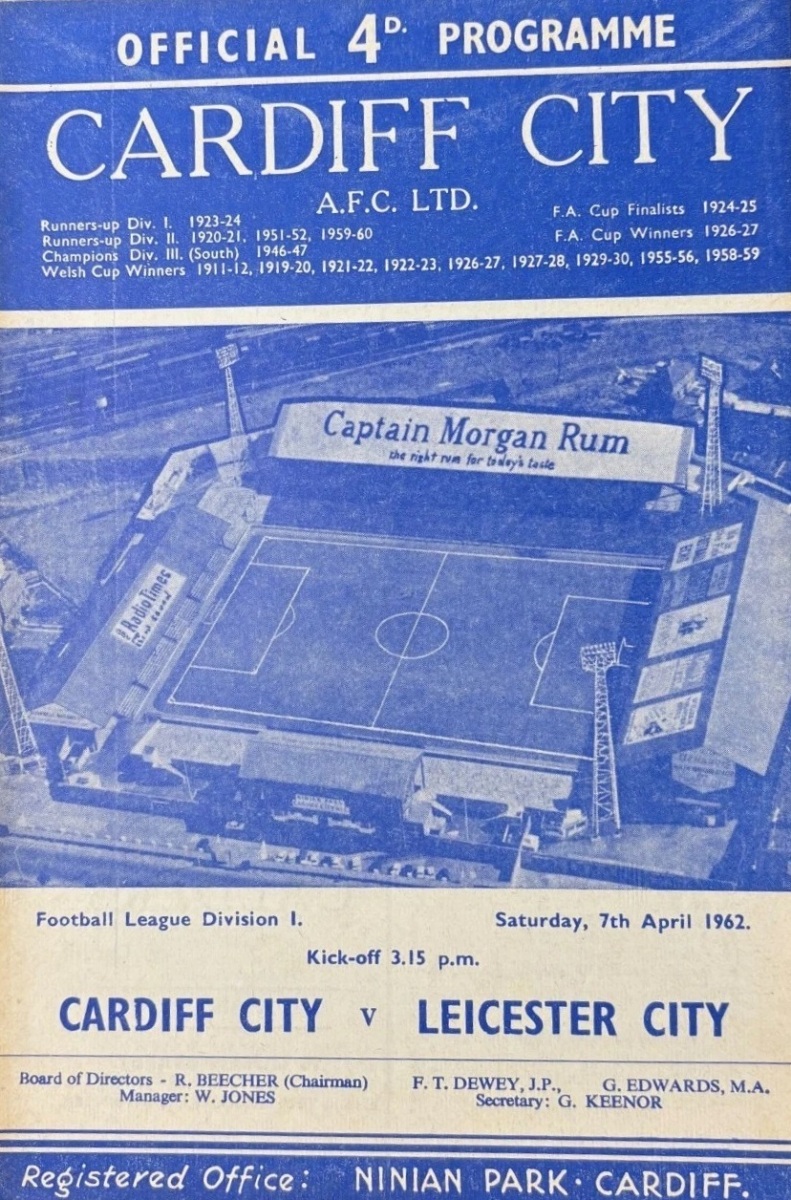 OFFICIAL 4D. PROGRAMME
CARDIFF CITY
A.F.C. LTD.
Runners-up Div. I. 1923-24
F.A. Cup Finalists 1924-25
Runners-up Div. II. 1920-21, 1951-52, 1959-60
F.A. Cup Winners 1926-27
Champions Div. III. (South) 1946-47
Welsh Cup Winners 1911-12, 1919-20, 1921-22, 1922-23, 1926-27, 1927-28, 1929-30, 1955-56, 1958-59
Captain Morgan Rum
the right rum for today's taste
Radio Times
Football League Division I.
Saturday, 7th April 1962.
Kick-off 3.15 p.m.
CARDIFF CITY v LEICESTER CITY
Board of Directors - R. BEECHER (Chairman) F. T. DEWEY, J.P., G. EDWARDS, M.A.
Manager: W. JONES Secretary: G. KEENOR
Registered Office: NINIAN PARK · CARDIFF.